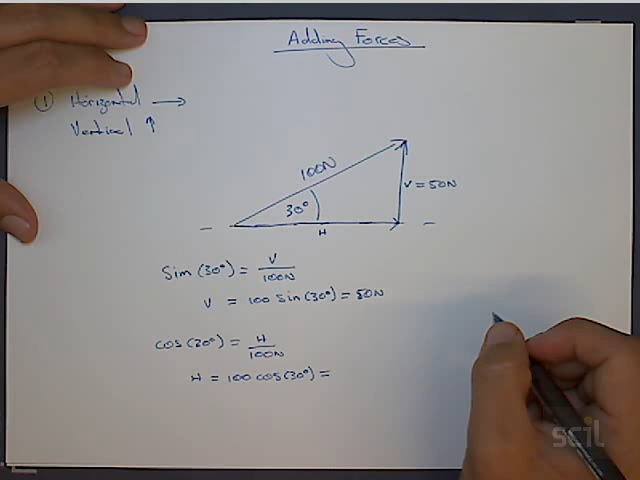 Adding Forces
① Horizontal →
Vertical ↑
100N
30°
V = 50N
H
Sin (30°) = V / 100N
V = 100 sin(30°) = 50N
cos (30°) = H / 100N
H = 100 cos(30°) =
scil